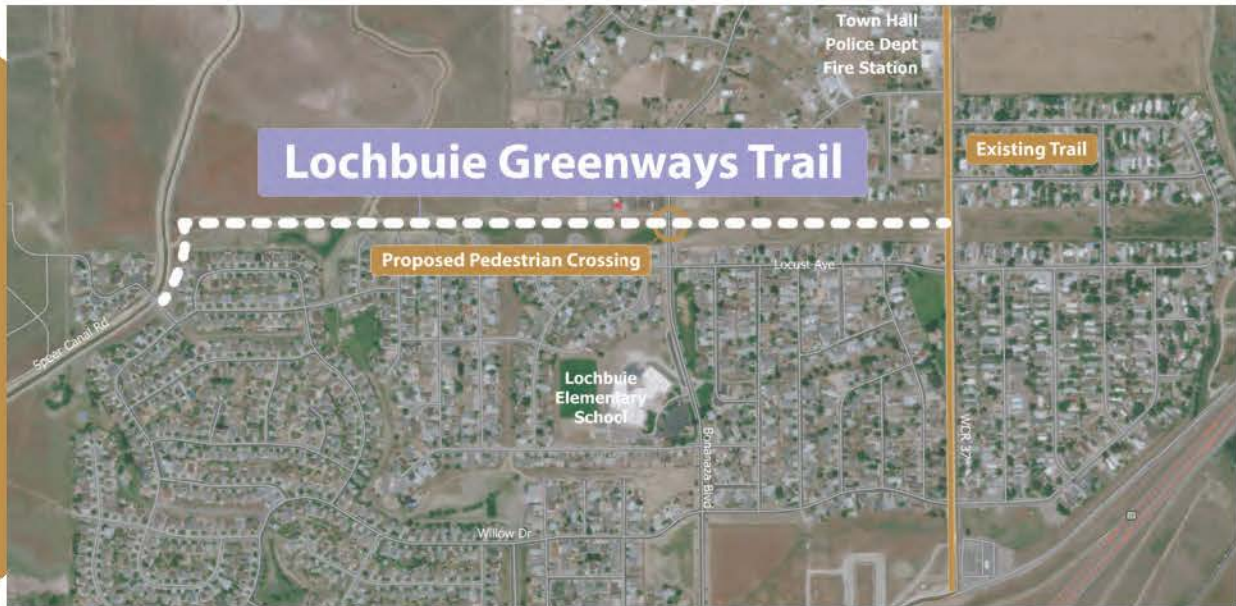 Town Hall
Police Dept
Fire Station
Lochbuie Greenways Trail
Existing Trail
Proposed Pedestrian Crossing
Locust Ave
Speer Canal Rd
Lochbuie
Elementary
School
Bonanaza Blvd
WCR 37
Willow Dr